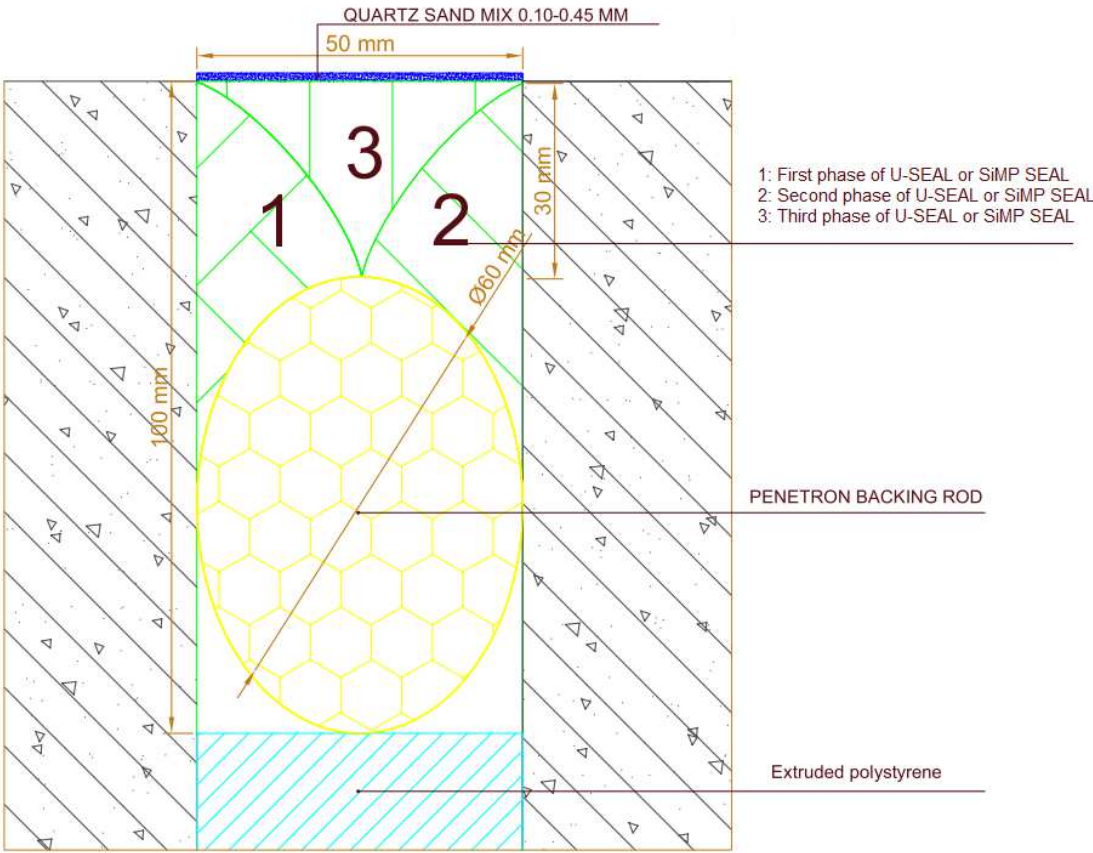 QUARTZ SAND MIX 0.10-0.45 MM
50 mm
3
1
2
30 mm
1: First phase of U-SEAL or SiMP SEAL
2: Second phase of U-SEAL or SiMP SEAL
3: Third phase of U-SEAL or SiMP SEAL
Ø60 mm
100 mm
PENETRON BACKING ROD
Extruded polystyrene